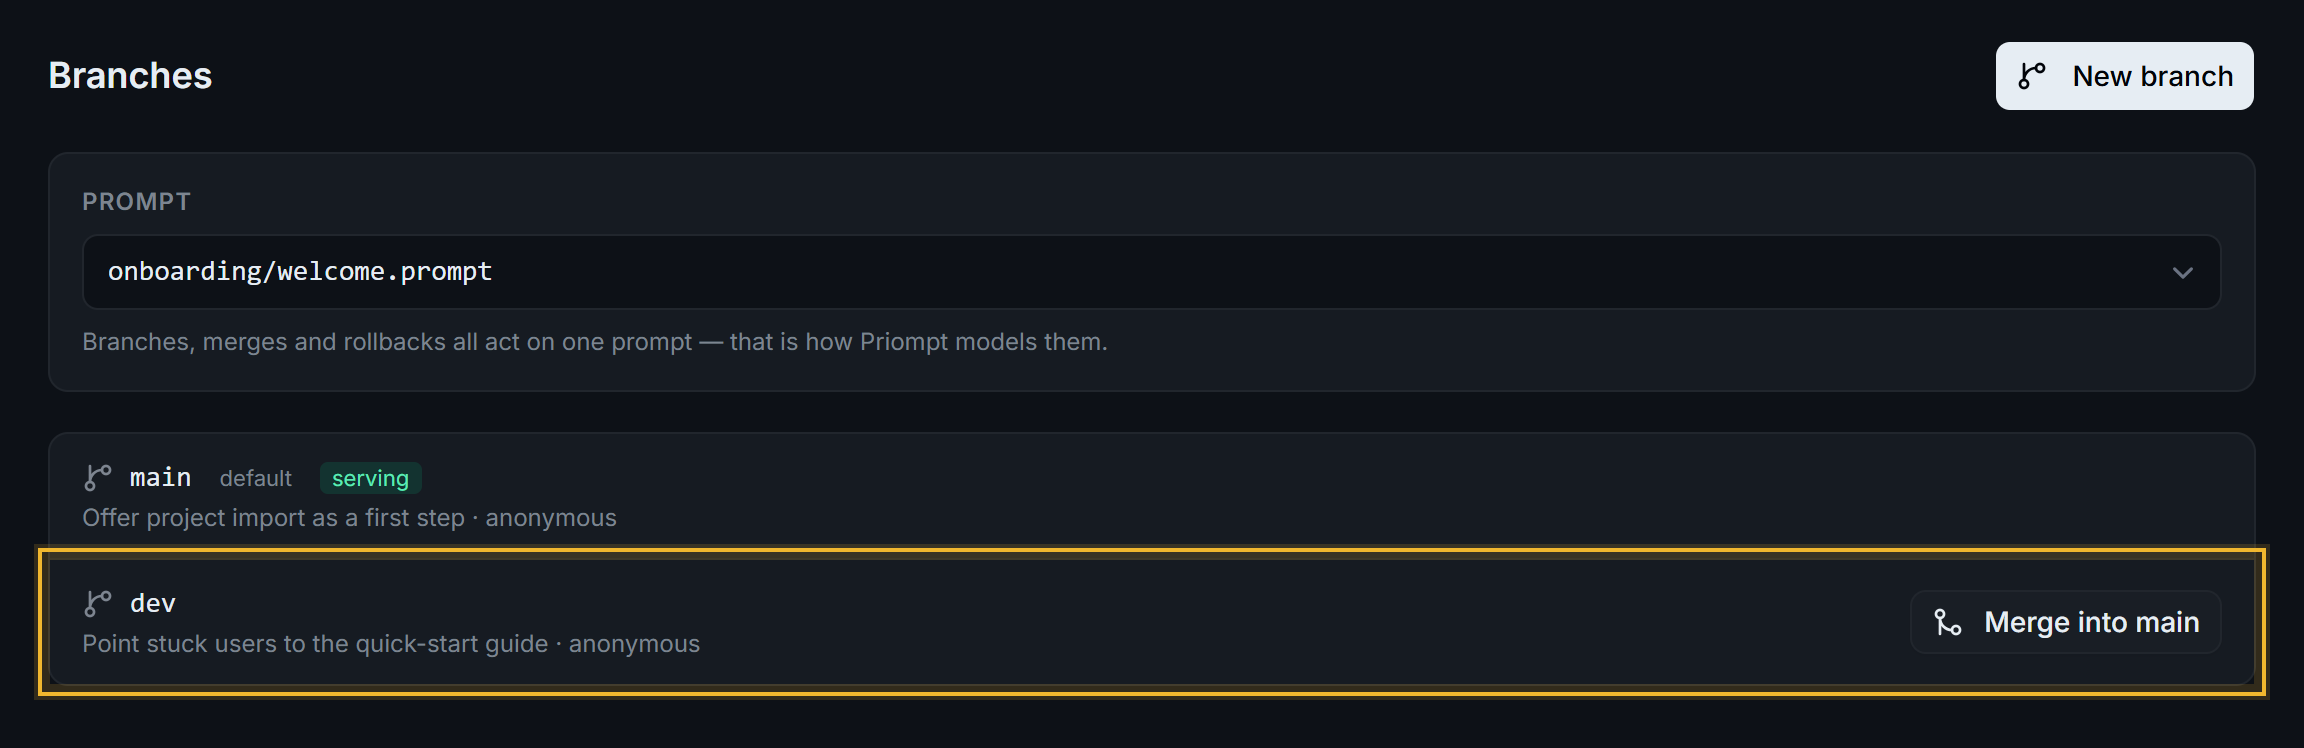 Branches
New branch
PROMPT
onboarding/welcome.prompt
Branches, merges and rollbacks all act on one prompt — that is how Priompt models them.
main default serving
Offer project import as a first step · anonymous
dev
Point stuck users to the quick-start guide · anonymous
Merge into main